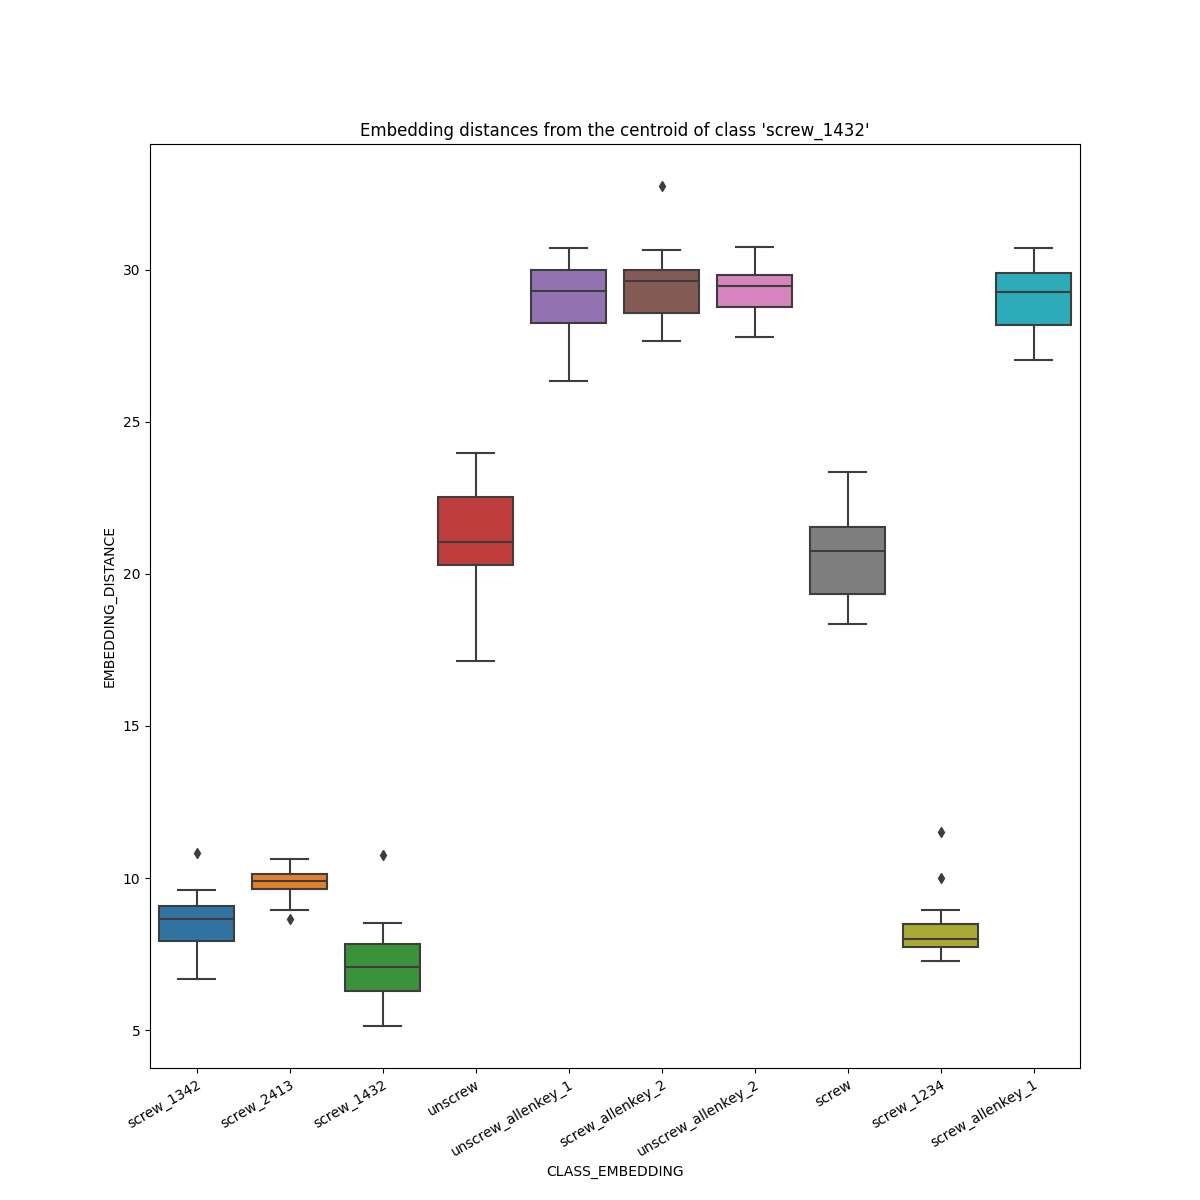 Embedding distances from the centroid of class 'screw_1432'
EMBEDDING_DISTANCE
30
25
20
15
10
5
screw_1342
screw_2413
screw_1432
unscrew
unscrew_allenkey_1
screw_allenkey_2
unscrew_allenkey_2
screw
screw_1234
screw_allenkey_1
CLASS_EMBEDDING